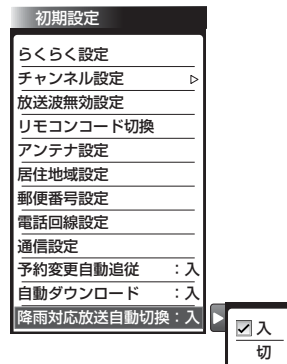 初期設定
らくらく設定
チャンネル設定
放送波無効設定
リモコンコード切換
アンテナ設定
居住地域設定
郵便番号設定
電話回線設定
通信設定
予約変更自動追従 :入
自動ダウンロード :入
降雨対応放送自動切換:入
入
切